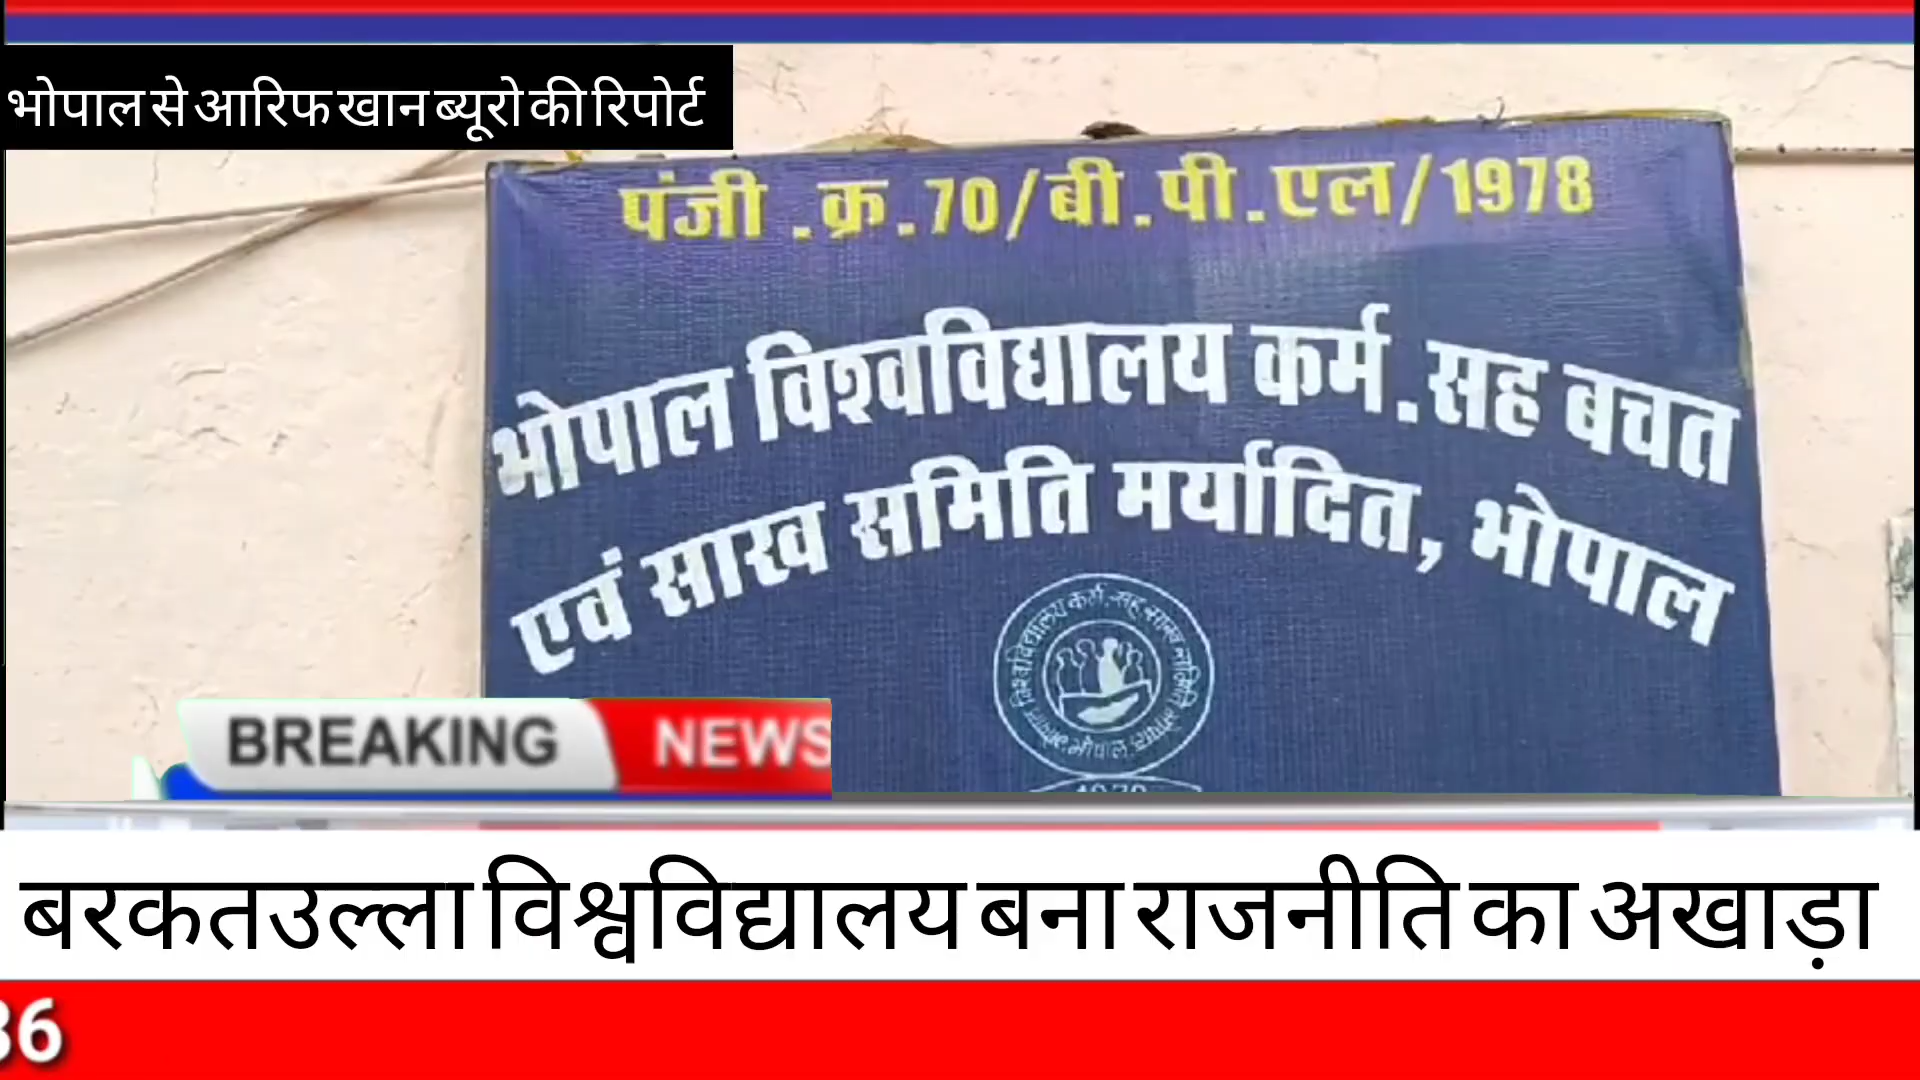 भोपाल से आरिफ खान ब्यूरो की रिपोर्ट
पंजी .क्र.70/बी.पी.एल/1978
भोपाल विश्वविद्यालय कर्म.सह बचत
एवं साख समिति मर्यादित, भोपाल
BREAKING NEWS
बरकतउल्ला विश्वविद्यालय बना राजनीति का अखाड़ा
36